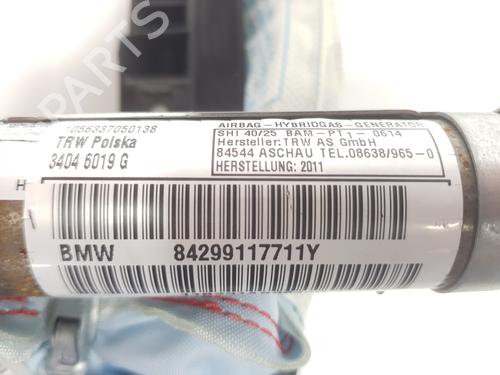 1056337050138
TRW Polska
3404 6019 G
AIRBAG-HYBRIDGAS-GENERATOR
SHI 40/25 BAM-PT1-0614
Hersteller:TRW AS GmbH
84544 ASCHAU TEL.08638/965-0
HERSTELLUNG: 2011
H
BMW 84299117711Y